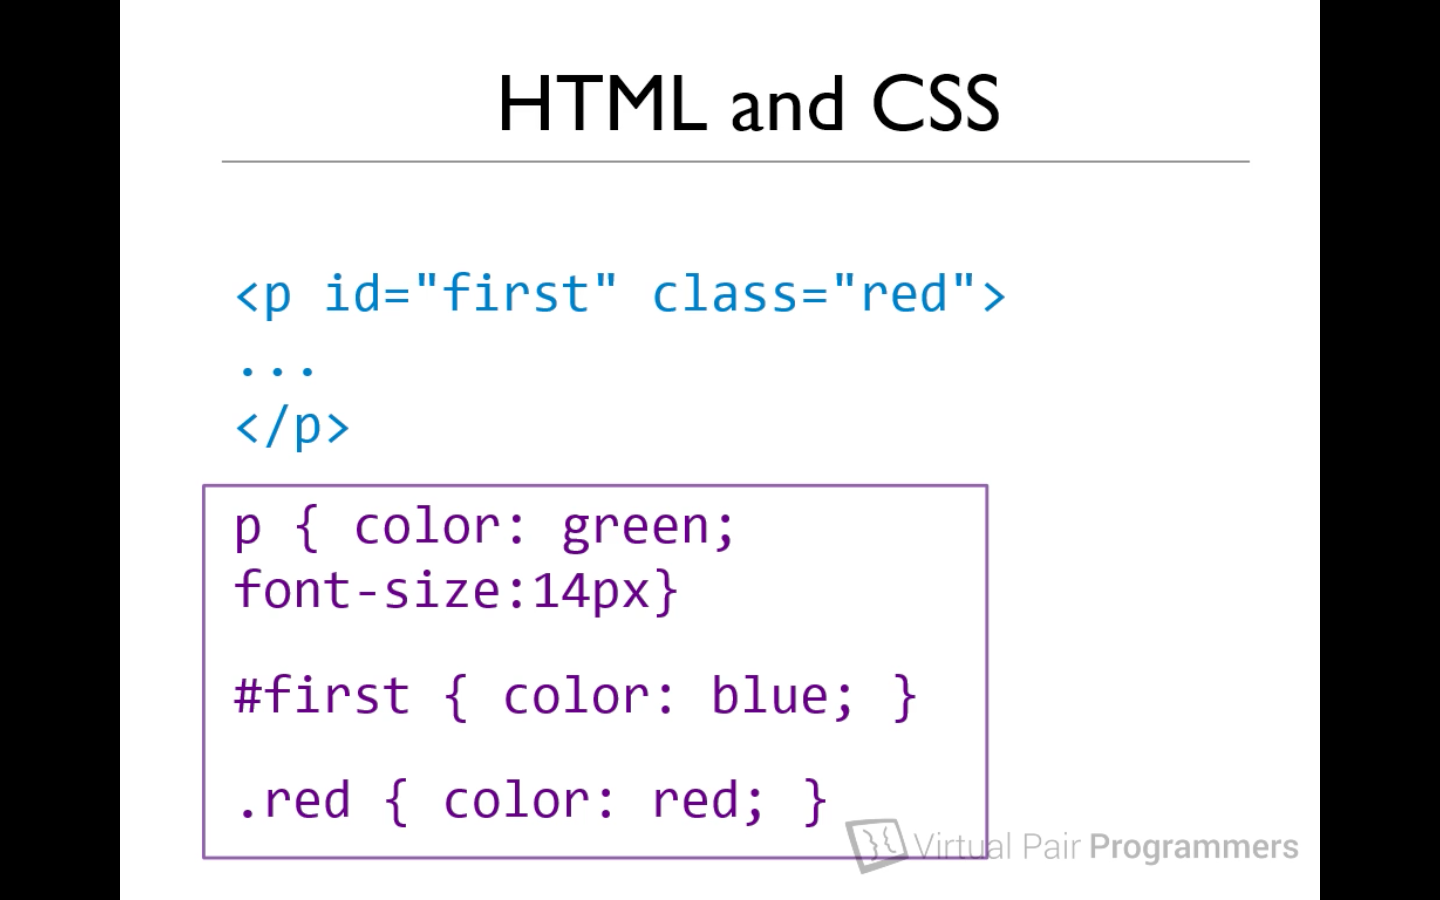 HTML and CSS
<p id="first" class="red">
...
</p>
p { color: green;
font-size:14px}
#first { color: blue; }
.red { color: red; }
Virtual Pair Programmers